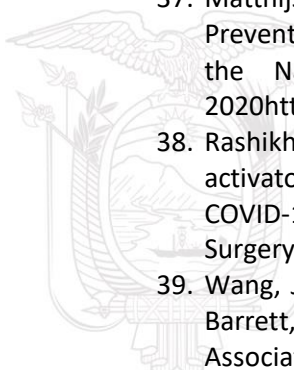 37. Matthijs
Prevent
the N
2020htt
38. Rashikh
activato
COVID-1
Surgery
39. Wang, J
Barrett,
Associa